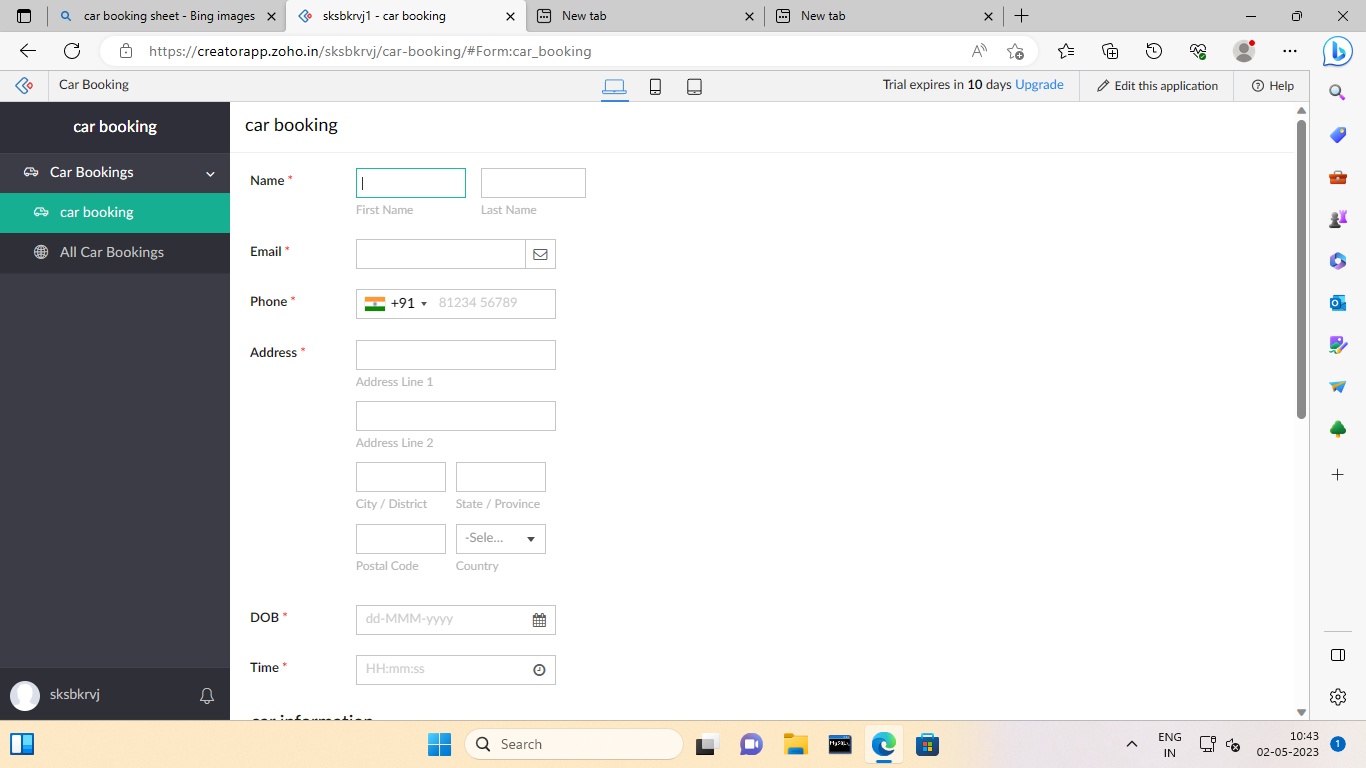 car booking sheet - Bing images
sksbkrvj1 - car booking
New tab
New tab
https://creatorapp.zoho.in/sksbkrvj/car-booking/#Form:car_booking
Car Booking
Trial expires in 10 days Upgrade
Edit this application
Help
car booking
Car Bookings
car booking
All Car Bookings
sksbkrvj
car booking
Name *
First Name Last Name
Email *
Phone * +91 81234 56789
Address *
Address Line 1
Address Line 2
City / District State / Province
-Sele...
Postal Code Country
DOB * dd-MMM-yyyy
Time * HH:mm:ss
car information
Search
MySQL
ENG
IN
10:43
02-05-2023
1